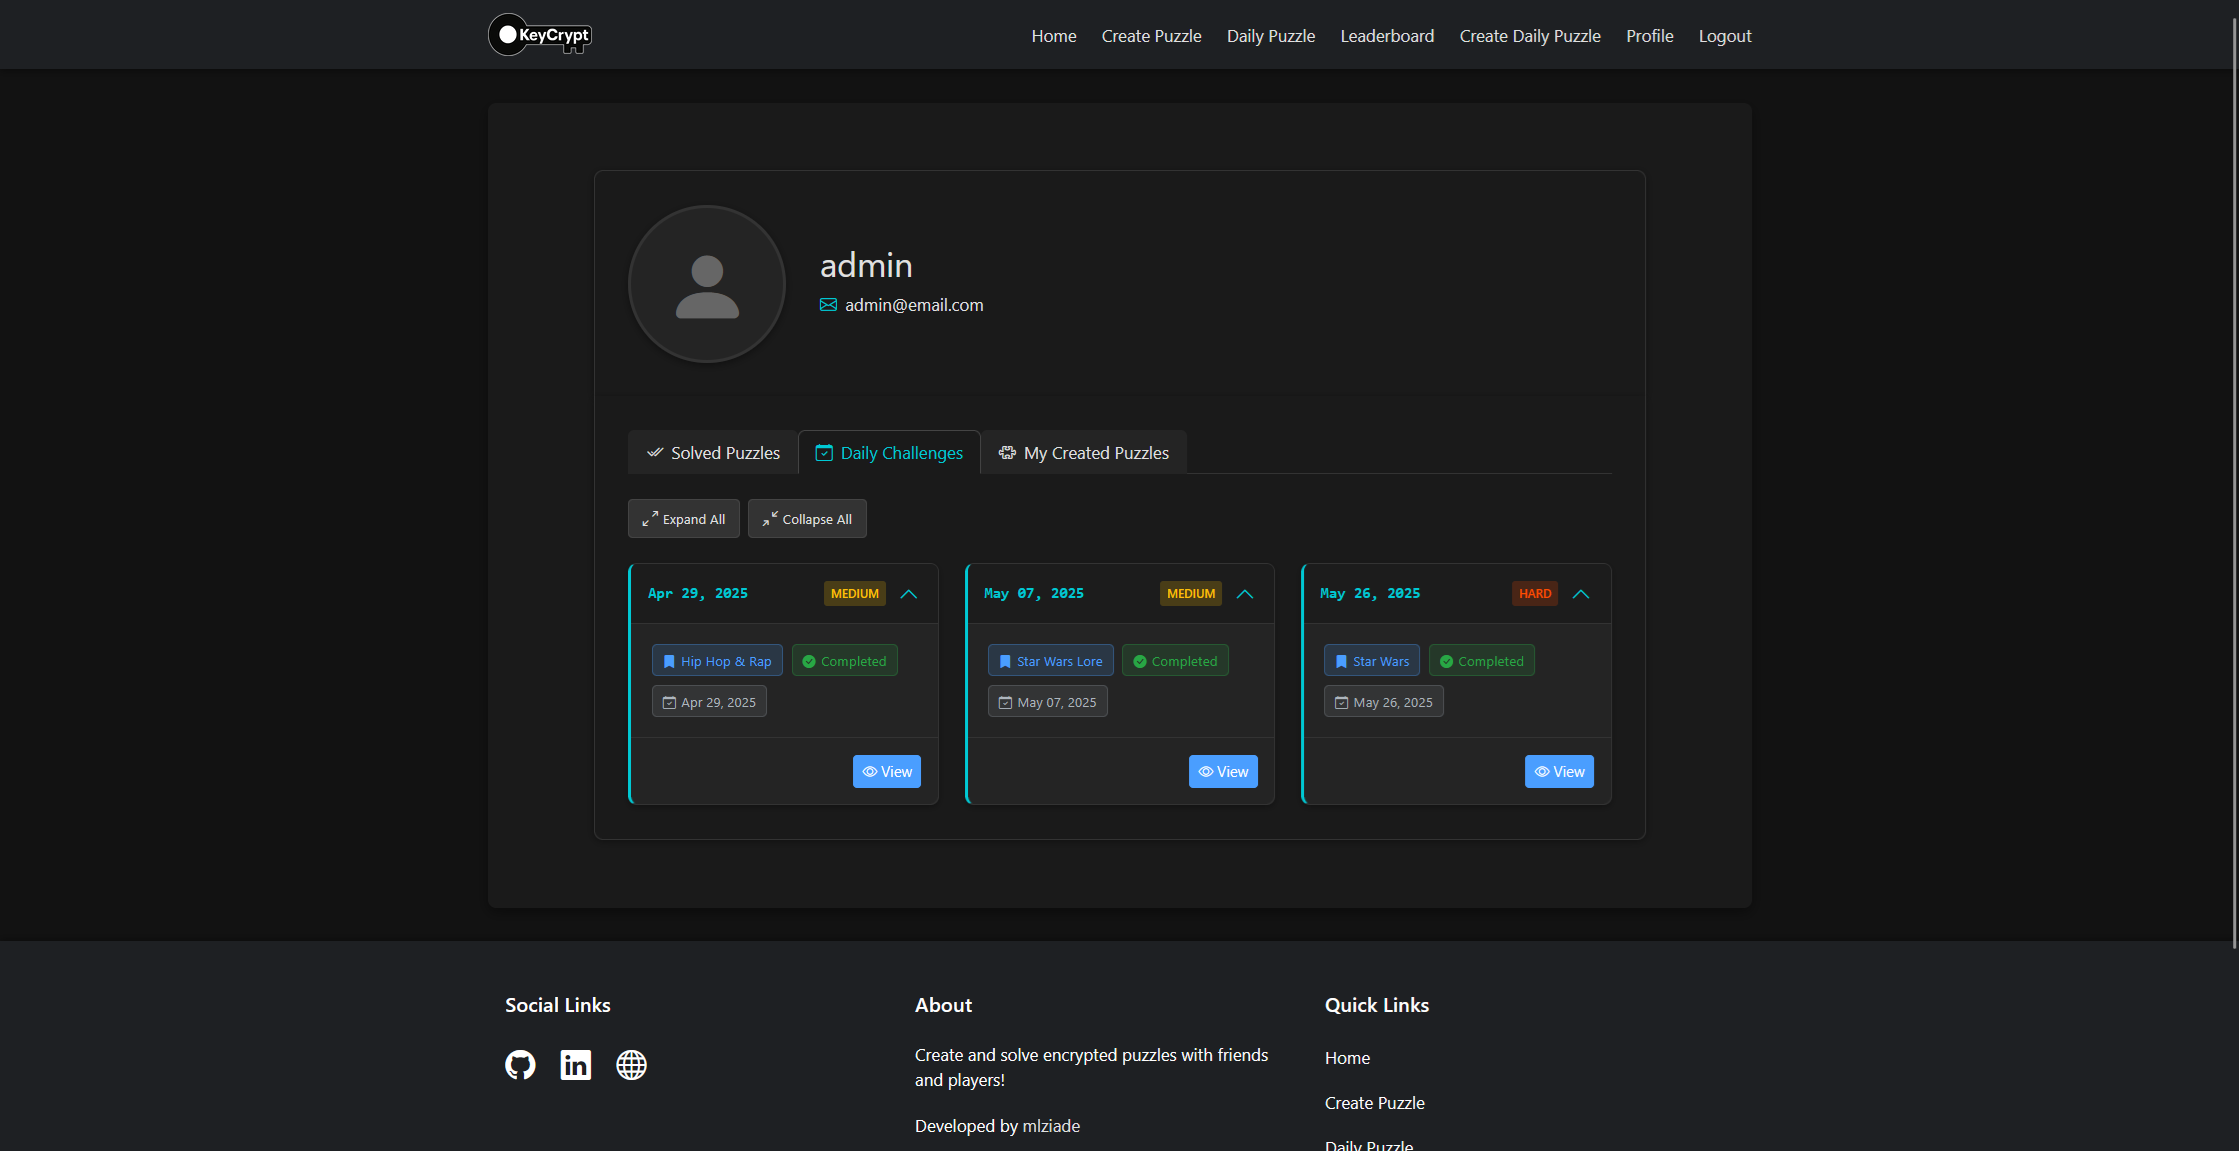 KeyCrypt
Home Create Puzzle Daily Puzzle Leaderboard Create Daily Puzzle Profile Logout
admin
admin@email.com
Solved Puzzles Daily Challenges My Created Puzzles
Expand All Collapse All
Apr 29, 2025 MEDIUM
Hip Hop & Rap Completed
Apr 29, 2025
View
May 07, 2025 MEDIUM
Star Wars Lore Completed
May 07, 2025
View
May 26, 2025 HARD
Star Wars Completed
May 26, 2025
View
Social Links
About
Create and solve encrypted puzzles with friends
and players!
Developed by mlziade
Quick Links
Home
Create Puzzle
Daily Puzzle